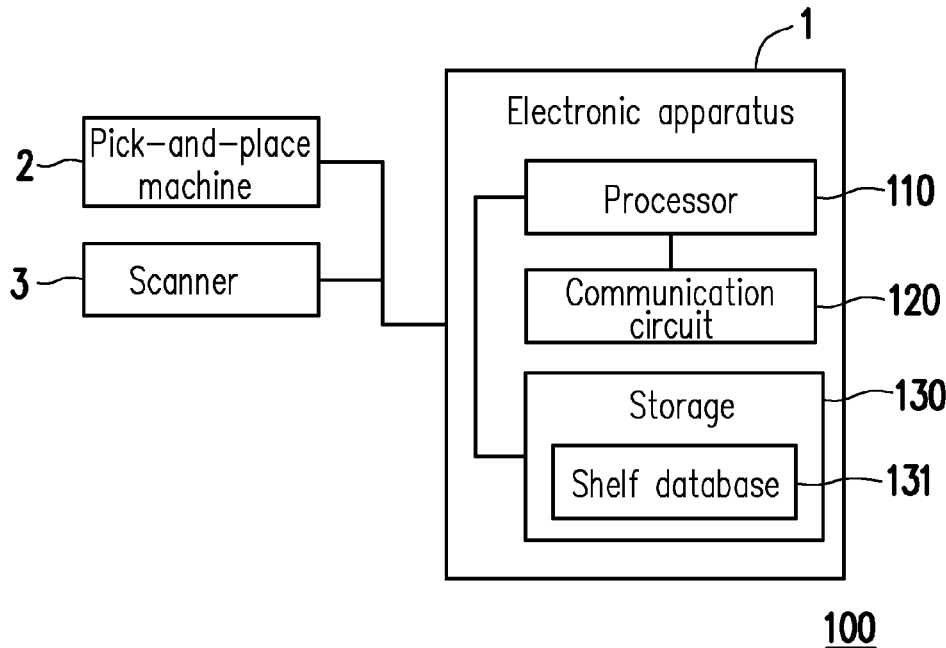 1
Electronic apparatus
Pick-and-place
machine
2
Processor
110
3
Scanner
Communication
circuit
120
Storage
130
Shelf database
131
100